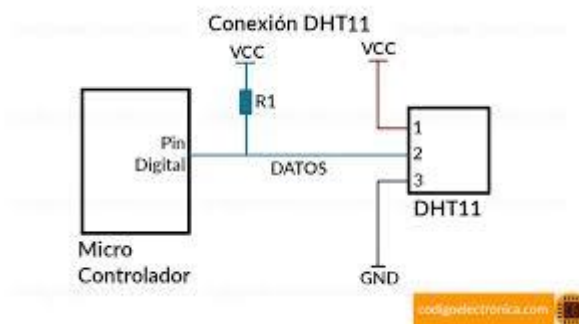 Conexión DHT11
VCC
VCC
R1
Pin
Digital
1
2
3
DATOS
DHT11
Micro
Controlador
GND
codigoelectronica.com